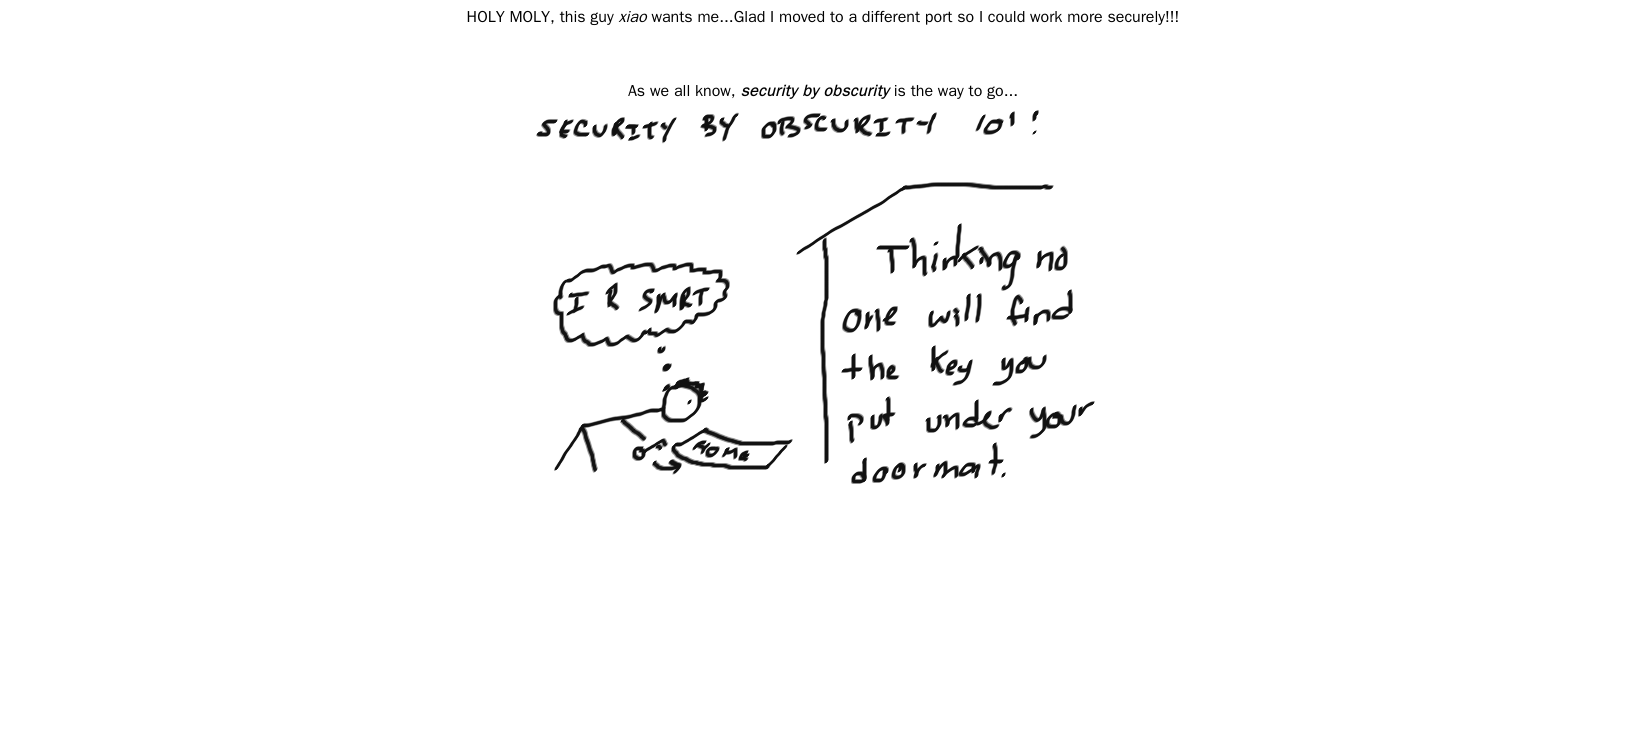 HOLY MOLY, this guy xiao wants me...Glad I moved to a different port so I could work more securely!!!
As we all know, security by obscurity is the way to go...
SECURITY BY OBSCURITY 101!
I R SMRT
Thinking no
one will find
the key you
put under your
doormat.
HOME